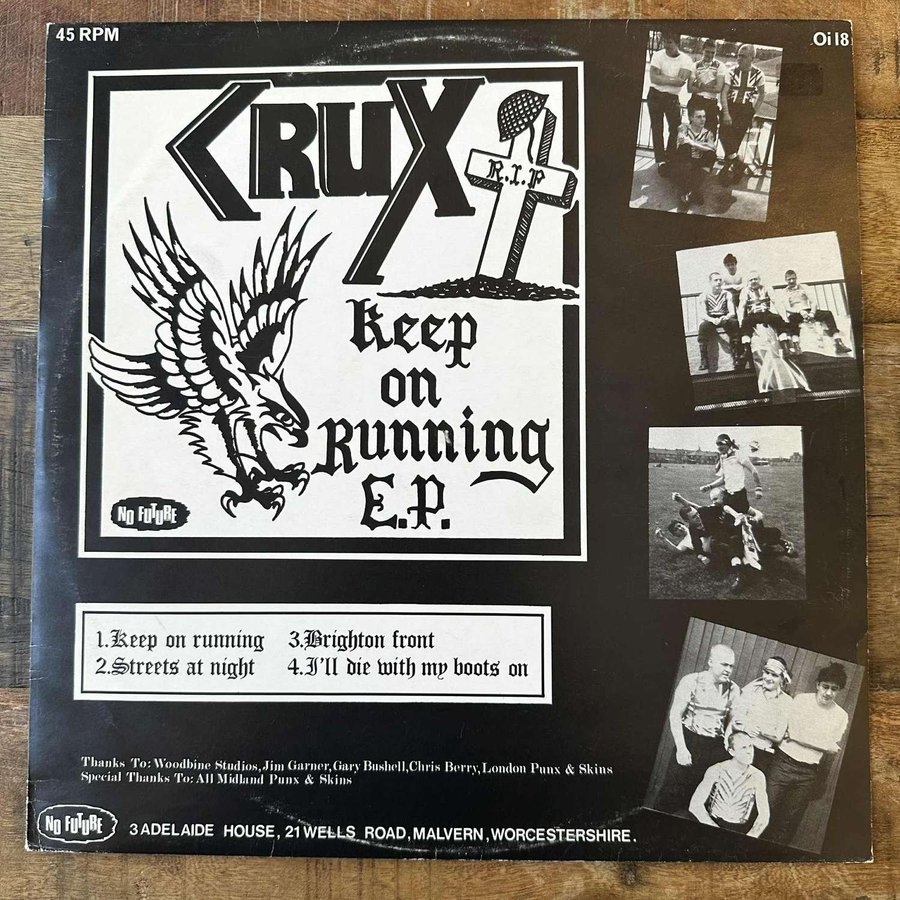 45 RPM
Oi 18
CRUX
R.I.P
Keep
on
Running
E.P.
NO FUTURE
1.Keep on running
2.Streets at night
3.Brighton front
4.I'll die with my boots on
Thanks To: Woodbine Studios, Jim Garner, Gary Bushell, Chris Berry, London Punx & Skins
Special Thanks To: All Midland Punx & Skins
NO FUTURE
3 ADELAIDE HOUSE, 21 WELLS ROAD, MALVERN, WORCESTERSHIRE.